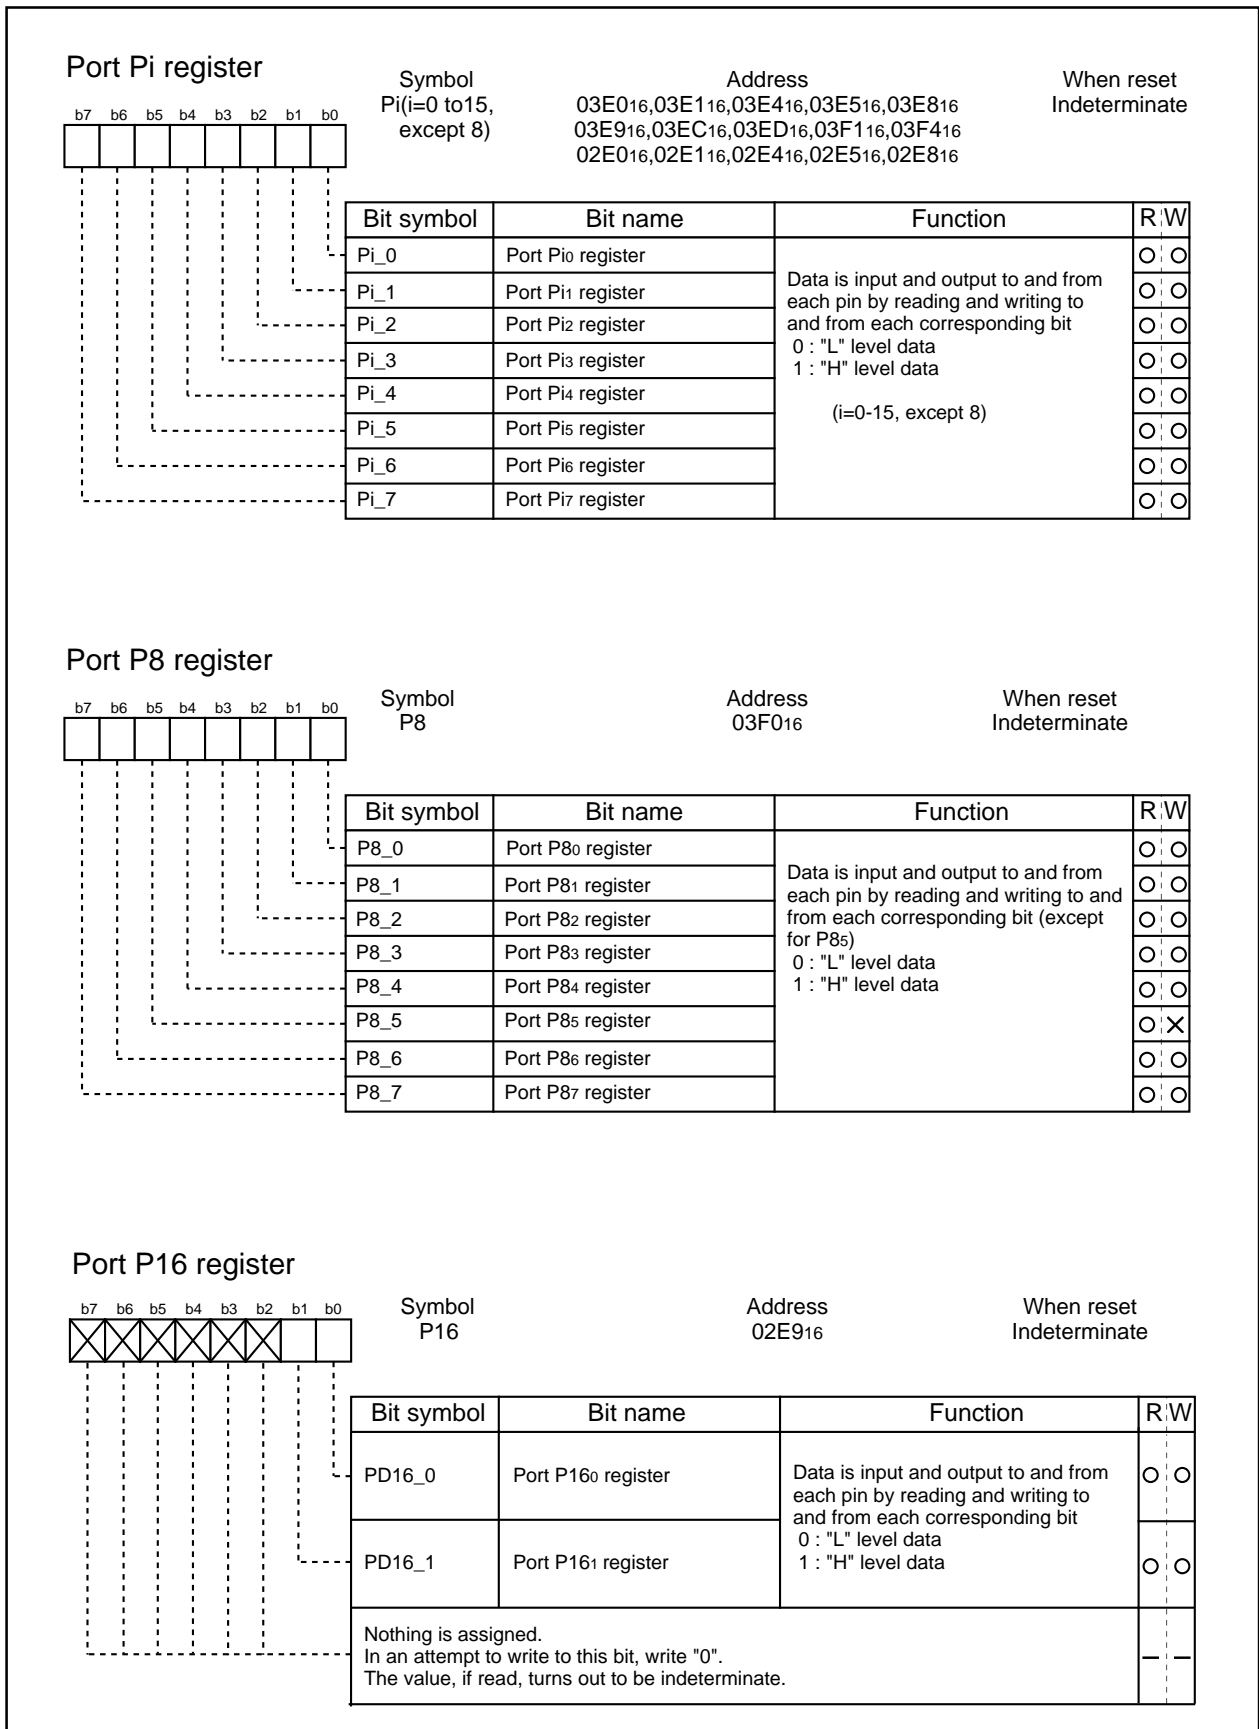 Port Pi register
Symbol Address When reset
Pi(i=0 to15, 03E016,03E116,03E416,03E516,03E816 Indeterminate
except 8) 03E916,03EC16,03ED16,03F116,03F416
02E016,02E116,02E416,02E516,02E816
b7 b6 b5 b4 b3 b2 b1 b0
Bit symbol Bit name Function R W
Pi_0 Port Pi0 register
Pi_1 Port Pi1 register
Pi_2 Port Pi2 register
Pi_3 Port Pi3 register
Pi_4 Port Pi4 register
Pi_5 Port Pi5 register
Pi_6 Port Pi6 register
Pi_7 Port Pi7 register
Data is input and output to and from
each pin by reading and writing to
and from each corresponding bit
0 : "L" level data
1 : "H" level data
(i=0-15, except 8)
Port P8 register
Symbol Address When reset
P8 03F016 Indeterminate
b7 b6 b5 b4 b3 b2 b1 b0
Bit symbol Bit name Function R W
P8_0 Port P80 register
P8_1 Port P81 register
P8_2 Port P82 register
P8_3 Port P83 register
P8_4 Port P84 register
P8_5 Port P85 register
P8_6 Port P86 register
P8_7 Port P87 register
Data is input and output to and from
each pin by reading and writing to and
from each corresponding bit (except
for P85)
0 : "L" level data
1 : "H" level data
Port P16 register
Symbol Address When reset
P16 02E916 Indeterminate
b7 b6 b5 b4 b3 b2 b1 b0
Bit symbol Bit name Function R W
PD16_0 Port P160 register
PD16_1 Port P161 register
Data is input and output to and from
each pin by reading and writing to
and from each corresponding bit
0 : "L" level data
1 : "H" level data
Nothing is assigned.
In an attempt to write to this bit, write "0".
The value, if read, turns out to be indeterminate.